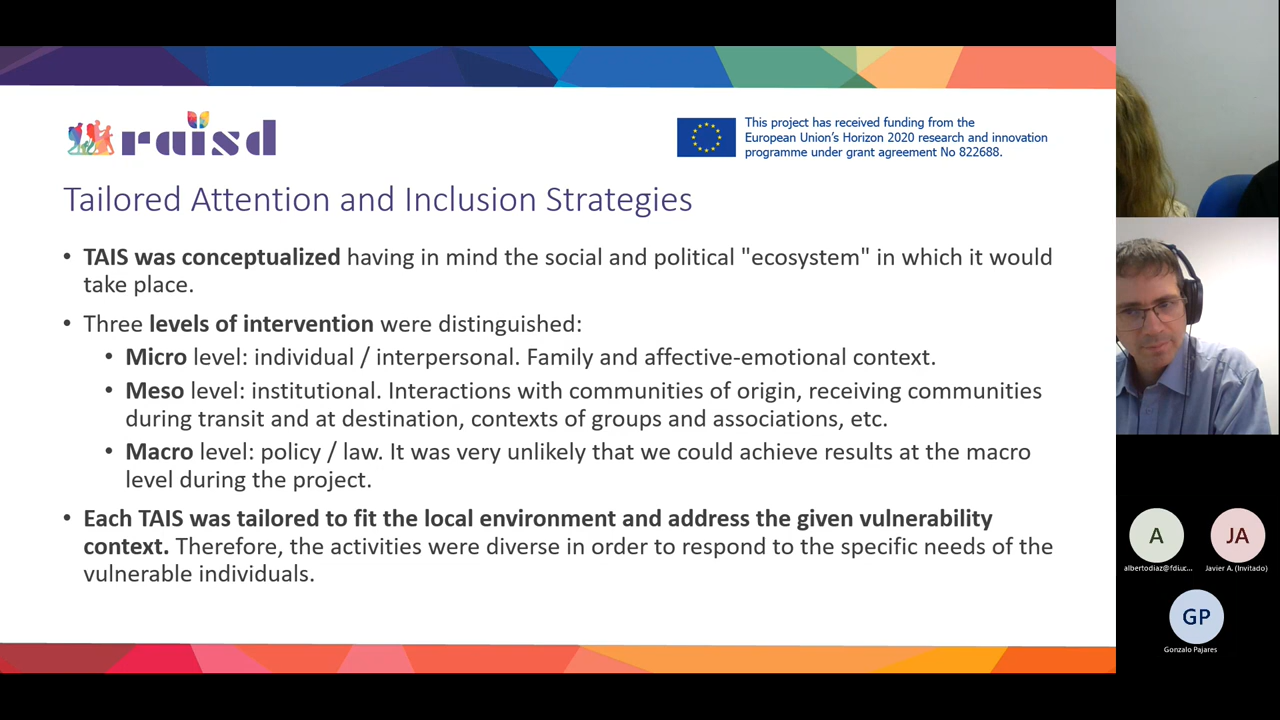 raisd
This project has received funding from the
European Union's Horizon 2020 research and innovation
programme under grant agreement No 822688.
Tailored Attention and Inclusion Strategies
• TAIS was conceptualized having in mind the social and political "ecosystem" in which it would
take place.
• Three levels of intervention were distinguished:
• Micro level: individual / interpersonal. Family and affective-emotional context.
• Meso level: institutional. Interactions with communities of origin, receiving communities
during transit and at destination, contexts of groups and associations, etc.
• Macro level: policy / law. It was very unlikely that we could achieve results at the macro
level during the project.
• Each TAIS was tailored to fit the local environment and address the given vulnerability
context. Therefore, the activities were diverse in order to respond to the specific needs of the
vulnerable individuals.
A
albertodiaz@fdi.uc...
JA
Javier A. (Invitado)
GP
Gonzalo Pajares